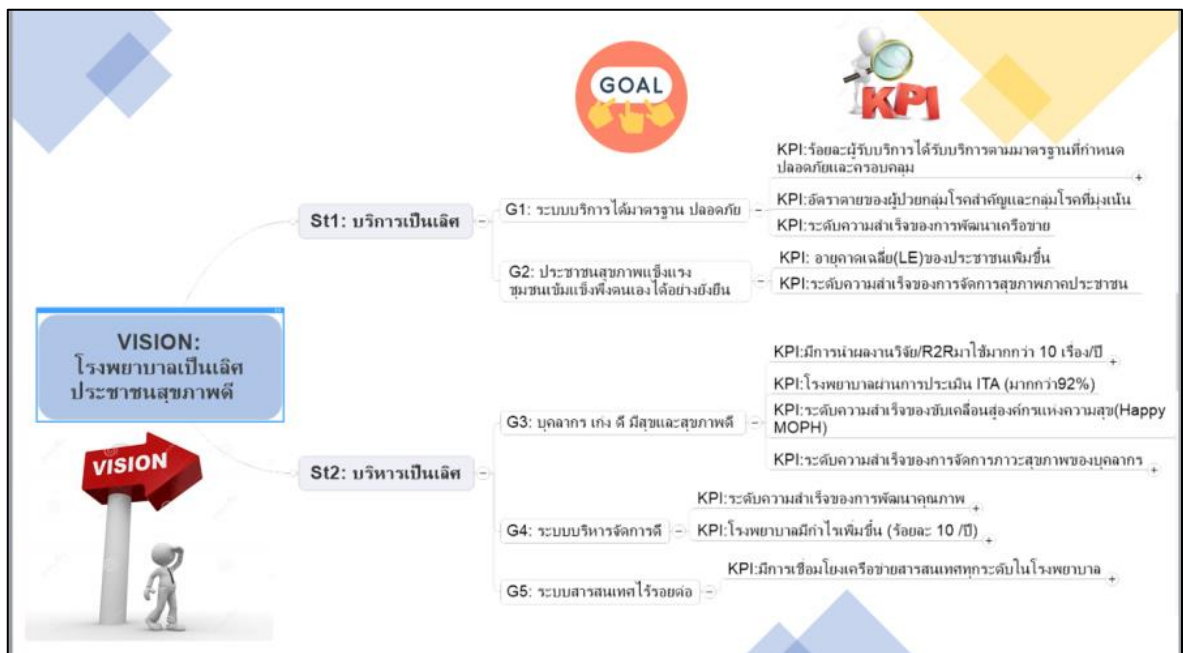 GOAL
KPI
KPI:ร้อยละผู้รับบริการได้รับบริการตามมาตรฐานที่กำหนด
ปลอดภัยและครอบคลุม
St1: บริการเป็นเลิศ
G1: ระบบบริการได้มาตรฐาน ปลอดภัย
KPI:อัตราตายของผู้ป่วยกลุ่มโรคสำคัญและกลุ่มโรคที่มุ่งเน้น
KPI:ระดับความสำเร็จของการพัฒนาเครือข่าย
G2: ประชาชนสุขภาพแข็งแรง
ชุมชนเข้มแข็งพึ่งตนเองได้อย่างยั่งยืน
KPI: อายุคาดเฉลี่ย(LE)ของประชาชนเพิ่มขึ้น
KPI:ระดับความสำเร็จของการจัดการสุขภาพภาคประชาชน
VISION:
โรงพยาบาลเป็นเลิศ
ประชาชนสุขภาพดี
VISION
St2: บริหารเป็นเลิศ
G3: บุคลากร เก่ง ดี มีสุขและสุขภาพดี
KPI:มีการนำผลงานวิจัย/R2Rมาใช้มากกว่า 10 เรื่อง/ปี
KPI:โรงพยาบาลผ่านการประเมิน ITA (มากกว่า92%)
KPI:ระดับความสำเร็จของขับเคลื่อนสู่องค์กรแห่งความสุข(Happy
MOPH)
KPI:ระดับความสำเร็จของการจัดการภาวะสุขภาพของบุคลากร
G4: ระบบบริหารจัดการดี
KPI:ระดับความสำเร็จของการพัฒนาคุณภาพ
KPI:โรงพยาบาลมีกำไรเพิ่มขึ้น (ร้อยละ 10 /ปี)
G5: ระบบสารสนเทศไร้รอยต่อ
KPI:มีการเชื่อมโยงเครือข่ายสารสนเทศทุกระดับในโรงพยาบาล